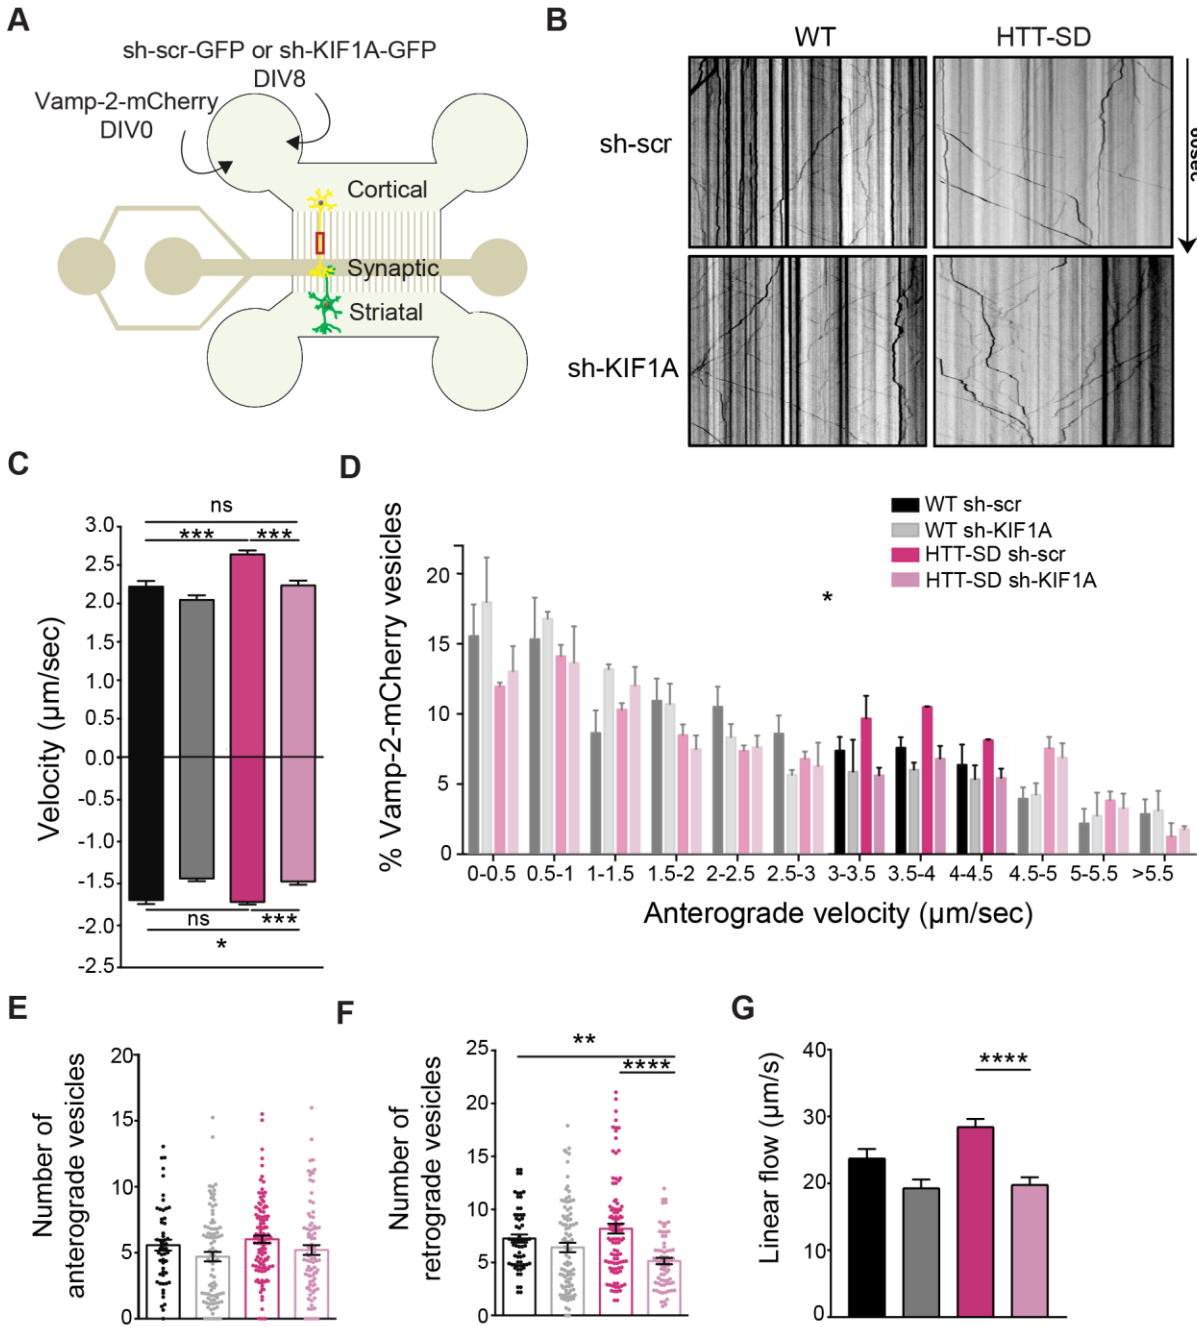 A
sh-scr-GFP or sh-KIF1A-GFP
DIV8
Vamp-2-mCherry
DIV0
Cortical
Synaptic
Striatal
B
WT
HTT-SD
sh-scr
60sec
sh-KIF1A
C
ns
***
***
3.0
2.5
2.0
1.5
1.0
0.5
0.0
-0.5
-1.0
-1.5
-2.0
-2.5
Velocity (µm/sec)
ns
***
*
D
WT sh-scr
WT sh-KIF1A
HTT-SD sh-scr
HTT-SD sh-KIF1A
*
% Vamp-2-mCherry vesicles
20
15
10
5
0
0-0.5
0.5-1
1-1.5
1.5-2
2-2.5
2.5-3
3-3.5
3.5-4
4-4.5
4.5-5
5-5.5
>5.5
Anterograde velocity (µm/sec)
E
Number of
anterograde vesicles
20
15
10
5
0
F
Number of
retrograde vesicles
25
20
15
10
5
0
**
****
G
Linear flow (µm/s)
40
30
20
10
0
****